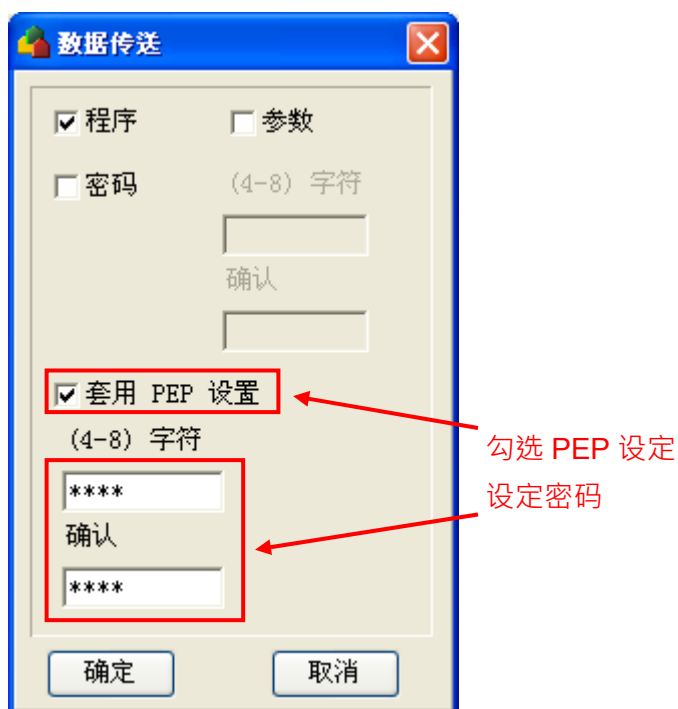 数据传送
程序 参数
密码 (4-8) 字符
确认
套用 PEP 设置
(4-8) 字符
****
确认
****
勾选 PEP 设定
设定密码
确定 取消